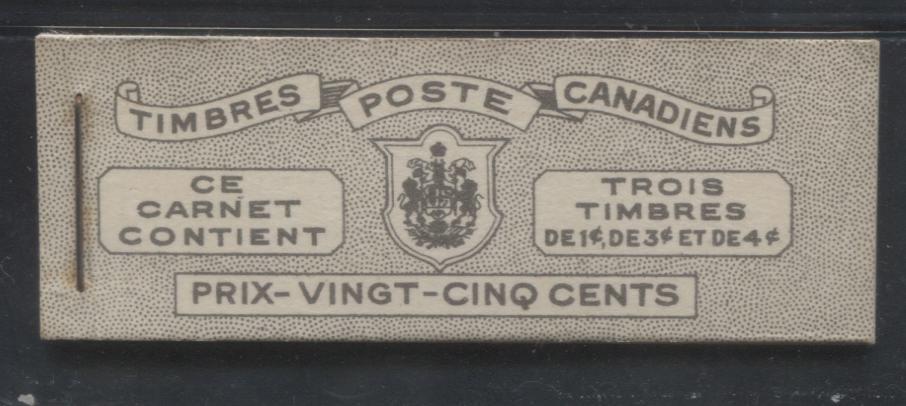 TIMBRES POSTE CANADIENS
CE
CARNET
CONTIENT
TROIS
TIMBRES
DE 1¢, DE 3¢ ET DE 4¢
PRIX-VINGT-CINQ CENTS